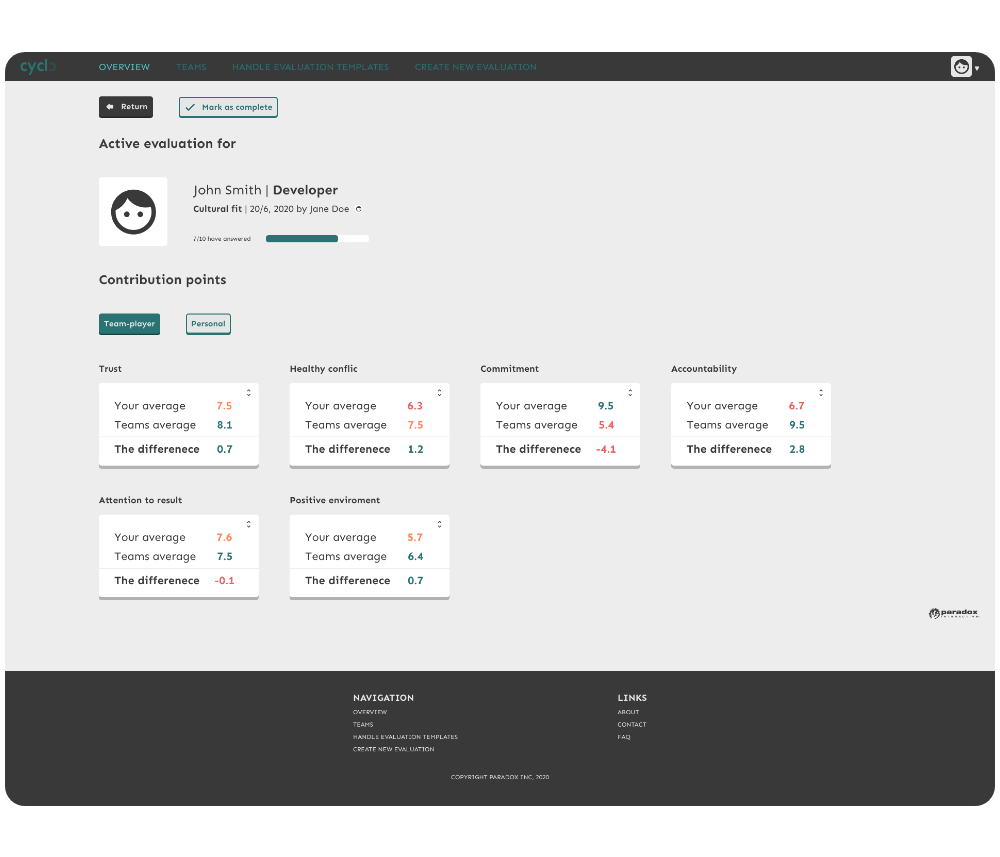 cyclo
OVERVIEW TEAMS HANDLE EVALUATION TEMPLATES CREATE NEW EVALUATION
Return Mark as complete
Active evaluation for
John Smith | Developer
Cultural fit | 20/6, 2020 by Jane Doe
7/10 have answered
Contribution points
Team-player Personal
Trust Healthy conflic Commitment Accountability
Your average 7.5 Your average 6.3 Your average 9.5 Your average 6.7
Teams average 8.1 Teams average 7.5 Teams average 5.4 Teams average 9.5
The differenece 0.7 The differenece 1.2 The differenece -4.1 The differenece 2.8
Attention to result Positive enviroment
Your average 7.6 Your average 5.7
Teams average 7.5 Teams average 6.4
The differenece -0.1 The differenece 0.7
paradox
NAVIGATION LINKS
OVERVIEW ABOUT
TEAMS CONTACT
HANDLE EVALUATION TEMPLATES FAQ
CREATE NEW EVALUATION
COPYRIGHT PARADOX INC, 2020